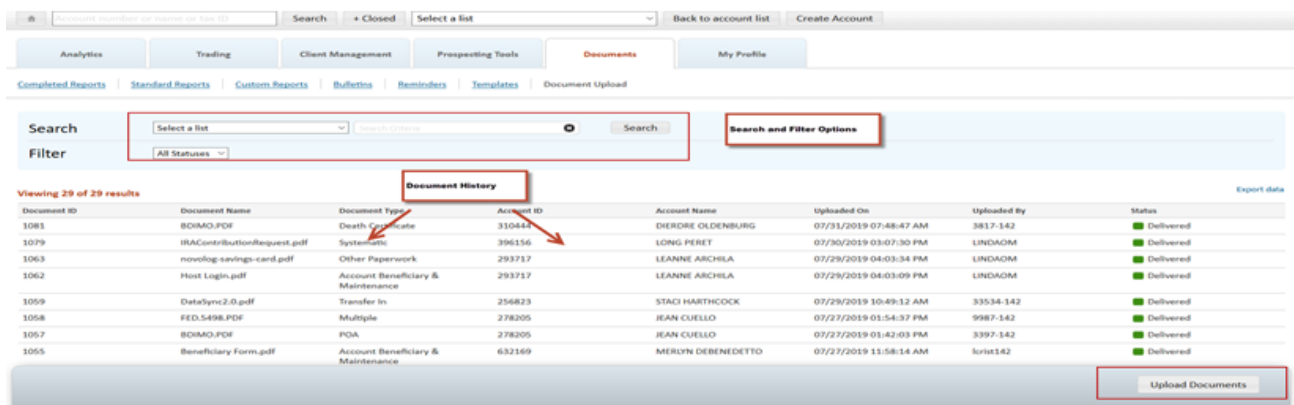 Account number or name or tax ID Search + Closed Select a list Back to account list Create Account
Analytics Trading Client Management Prospecting Tools Documents My Profile
Completed Reports Standard Reports Custom Reports Bulletins Reminders Templates Document Upload
Search Select a list Search Criteria Search Search and Filter Options
Filter All Statuses
Document History
Viewing 29 of 29 results Export data
Document ID Document Name Document Type Account ID Account Name Uploaded On Uploaded By Status
1081 BDIMO.PDF Death Certificate 310444 DIERDRE OLDENBURG 07/31/2019 07:48:47 AM 3817-142 Delivered
1079 IRAContributionRequest.pdf Systematic 396156 LONG PERET 07/30/2019 03:07:30 PM LINDAOM Delivered
1063 novolog-savings-card.pdf Other Paperwork 293717 LEANNE ARCHILA 07/29/2019 04:03:34 PM LINDAOM Delivered
1062 Host Login.pdf Account Beneficiary & 293717 LEANNE ARCHILA 07/29/2019 04:03:09 PM LINDAOM Delivered
Maintenance
1059 DataSync2.0.pdf Transfer In 256823 STACI HARTHCOCK 07/29/2019 10:49:12 AM 33534-142 Delivered
1058 FED.5498.PDF Multiple 278205 JEAN CUELLO 07/27/2019 01:54:37 PM 9987-142 Delivered
1057 BDIMO.PDF POA 278205 JEAN CUELLO 07/27/2019 01:42:03 PM 3397-142 Delivered
1055 Beneficiary Form.pdf Account Beneficiary & 632169 MERLYN DEBENEDETTO 07/27/2019 11:58:14 AM lcrist142 Delivered
Maintenance
Upload Documents